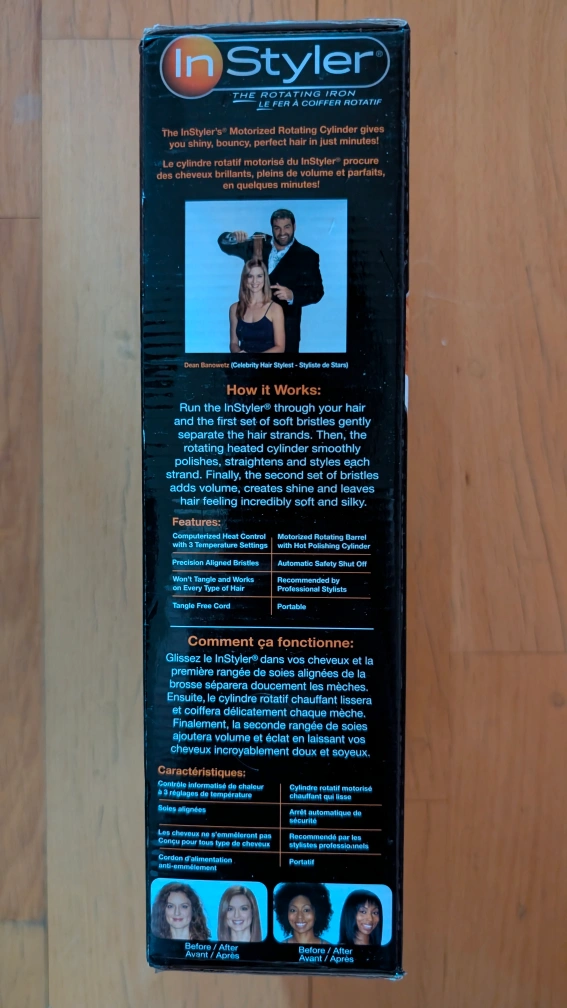 InStyler®
THE ROTATING IRON
LE FER À COIFFER ROTATIF
The InStyler's® Motorized Rotating Cylinder gives
you shiny, bouncy, perfect hair in just minutes!
Le cylindre rotatif motorisé du InStyler® procure
des cheveux brillants, pleins de volume et parfaits,
en quelques minutes!
Dean Banowetz (Celebrity Hair Stylest - Styliste de Stars)
How it Works:
Run the InStyler® through your hair
and the first set of soft bristles gently
separate the hair strands. Then, the
rotating heated cylinder smoothly
polishes, straightens and styles each
strand. Finally, the second set of bristles
adds volume, creates shine and leaves
hair feeling incredibly soft and silky.
Features:
Computerized Heat Control
with 3 Temperature Settings
Motorized Rotating Barrel
with Hot Polishing Cylinder
Precision Aligned Bristles
Automatic Safety Shut Off
Won't Tangle and Works
on Every Type of Hair
Recommended by
Professional Stylists
Tangle Free Cord
Portable
Comment ça fonctionne:
Glissez le InStyler® dans vos cheveux et la
première rangée de soies alignées de la
brosse séparera doucement les mèches.
Ensuite, le cylindre rotatif chauffant lissera
et coiffera délicatement chaque mèche.
Finalement, la seconde rangée de soies
ajoutera volume et éclat en laissant vos
cheveux incroyablement doux et soyeux.
Caractéristiques:
Contrôle informatisé de chaleur
à 3 réglages de température
Cylindre rotatif motorisé
chauffant qui lisse
Soies alignées
Arrêt automatique de
sécurité
Les cheveux ne s'emmêleront pas
Conçu pour tous type de cheveux
Recommendé par les
stylistes professionnels
Cordon d'alimentation
anti-emmêlement
Portatif
Before / After
Avant / Après
Before / After
Avant / Après